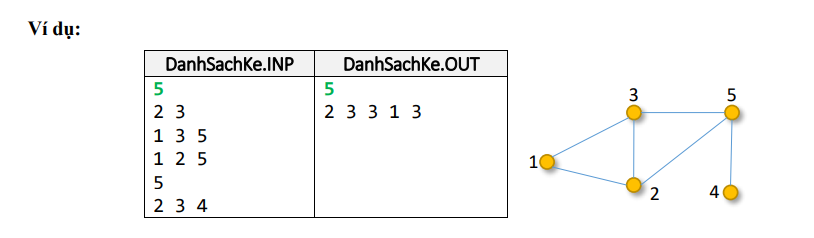 Ví dụ:
DanhSachKe.INP DanhSachKe.OUT
5 5
2 3 2 3 3 1 3
1 3 5
1 2 5
5
2 3 4
3 5
1
2 4